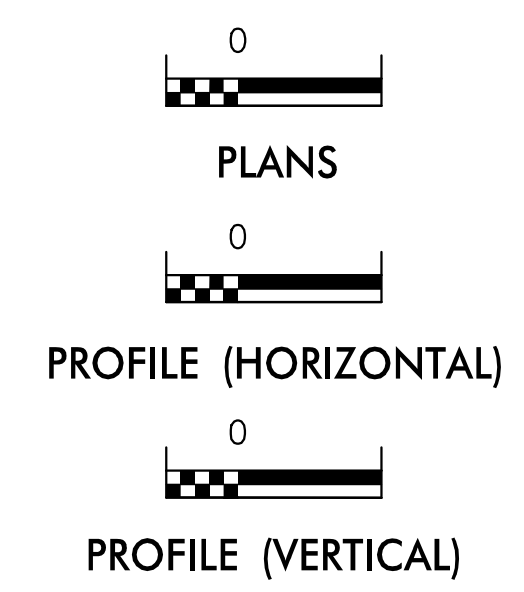 0
PLANS
0
PROFILE (HORIZONTAL)
0
PROFILE (VERTICAL)